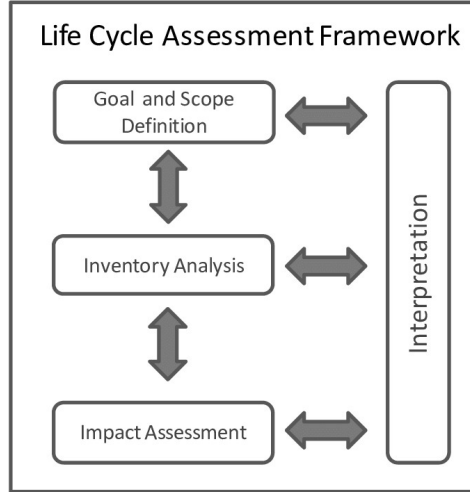 Life Cycle Assessment Framework
Goal and Scope
Definition
Inventory Analysis
Impact Assessment
Interpretation